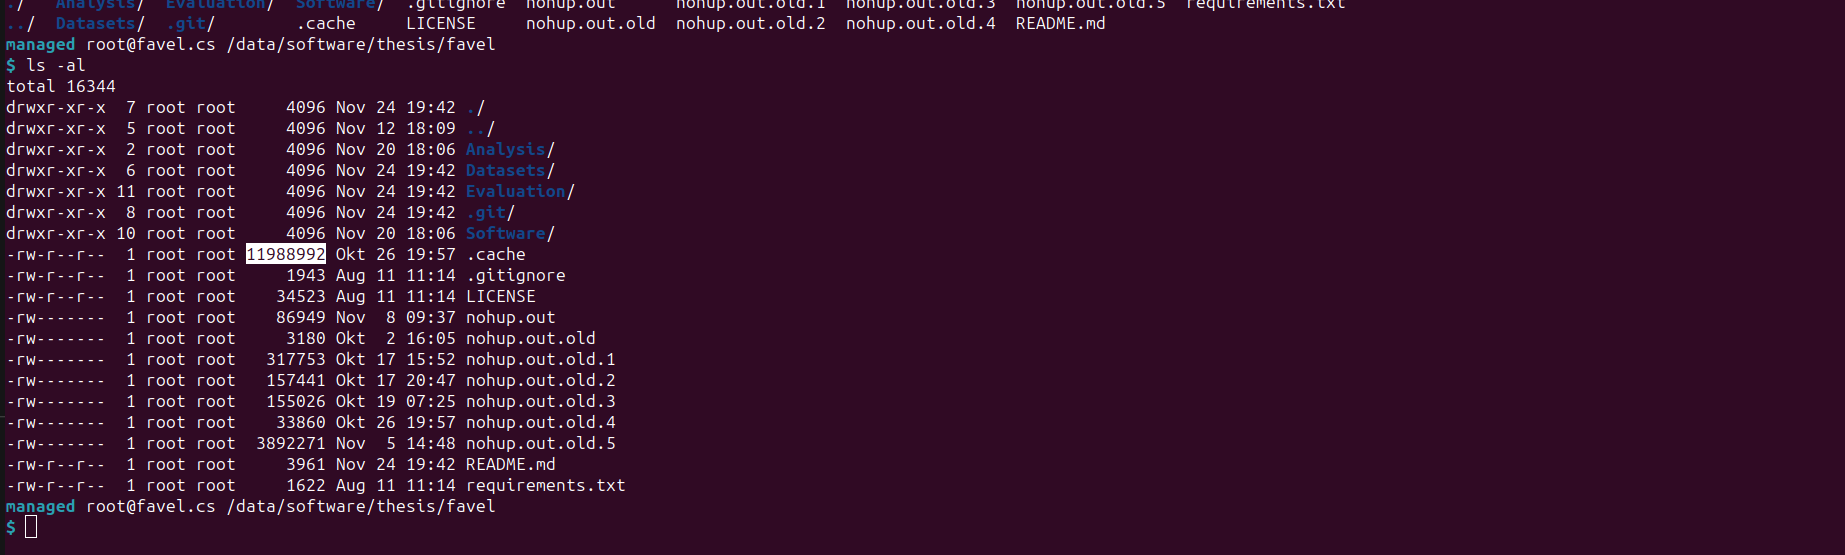 ./ Analysis/ Evaluation/ Software/ .gitignore nohup.out nohup.out.old.1 nohup.out.old.3 nohup.out.old.5 requirements.txt
../ Datasets/ .git/ .cache LICENSE nohup.out.old nohup.out.old.2 nohup.out.old.4 README.md
managed root@favel.cs /data/software/thesis/favel
$ ls -al
total 16344
drwxr-xr-x 7 root root 4096 Nov 24 19:42 ./
drwxr-xr-x 5 root root 4096 Nov 12 18:09 ../
drwxr-xr-x 2 root root 4096 Nov 20 18:06 Analysis/
drwxr-xr-x 6 root root 4096 Nov 24 19:42 Datasets/
drwxr-xr-x 11 root root 4096 Nov 24 19:42 Evaluation/
drwxr-xr-x 8 root root 4096 Nov 24 19:42 .git/
drwxr-xr-x 10 root root 4096 Nov 20 18:06 Software/
-rw-r--r-- 1 root root 11988992 Okt 26 19:57 .cache
-rw-r--r-- 1 root root 1943 Aug 11 11:14 .gitignore
-rw-r--r-- 1 root root 34523 Aug 11 11:14 LICENSE
-rw------- 1 root root 86949 Nov 8 09:37 nohup.out
-rw------- 1 root root 3180 Okt 2 16:05 nohup.out.old
-rw------- 1 root root 317753 Okt 17 15:52 nohup.out.old.1
-rw------- 1 root root 157441 Okt 17 20:47 nohup.out.old.2
-rw------- 1 root root 155026 Okt 19 07:25 nohup.out.old.3
-rw------- 1 root root 33860 Okt 26 19:57 nohup.out.old.4
-rw------- 1 root root 3892271 Nov 5 14:48 nohup.out.old.5
-rw-r--r-- 1 root root 3961 Nov 24 19:42 README.md
-rw-r--r-- 1 root root 1622 Aug 11 11:14 requirements.txt
managed root@favel.cs /data/software/thesis/favel
$